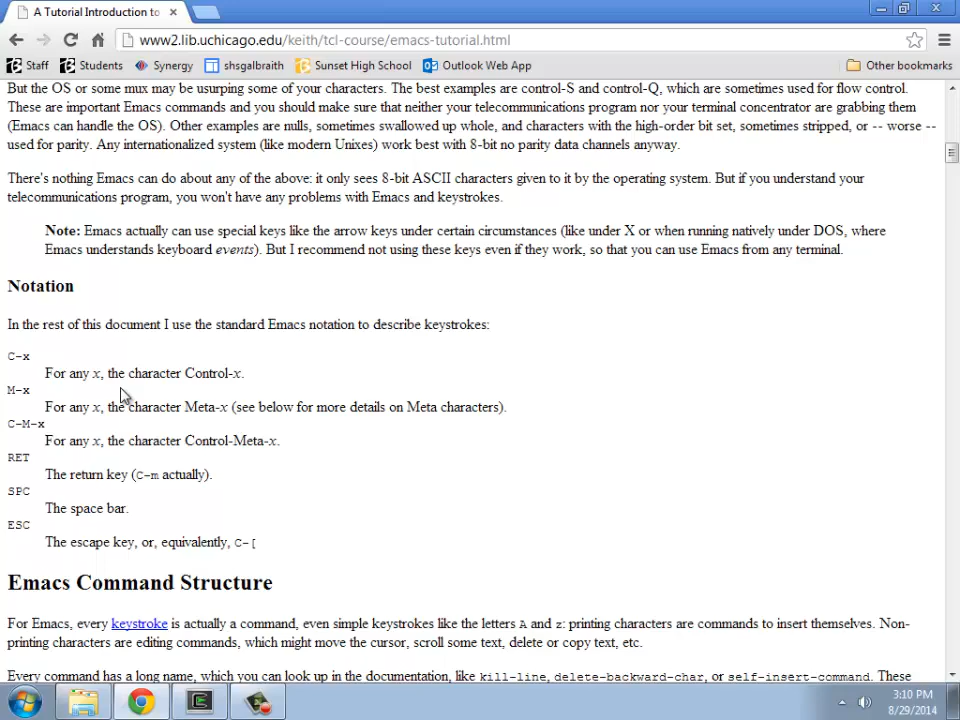 A Tutorial Introduction to
www2.lib.uchicago.edu/keith/tcl-course/emacs-tutorial.html
Staff Students Synergy shsgalbraith Sunset High School Outlook Web App Other bookmarks
But the OS or some mux may be usurping some of your characters. The best examples are control-S and control-Q, which are sometimes used for flow control.
These are important Emacs commands and you should make sure that neither your telecommunications program nor your terminal concentrator are grabbing them
(Emacs can handle the OS). Other examples are nulls, sometimes swallowed up whole, and characters with the high-order bit set, sometimes stripped, or -- worse --
used for parity. Any internationalized system (like modern Unixes) work best with 8-bit no parity data channels anyway.
There's nothing Emacs can do about any of the above: it only sees 8-bit ASCII characters given to it by the operating system. But if you understand your
telecommunications program, you won't have any problems with Emacs and keystrokes.
Note: Emacs actually can use special keys like the arrow keys under certain circumstances (like under X or when running natively under DOS, where
Emacs understands keyboard events). But I recommend not using these keys even if they work, so that you can use Emacs from any terminal.
Notation
In the rest of this document I use the standard Emacs notation to describe keystrokes:
C-x
For any x, the character Control-x.
M-x
For any x, the character Meta-x (see below for more details on Meta characters).
C-M-x
For any x, the character Control-Meta-x.
RET
The return key (C-m actually).
SPC
The space bar.
ESC
The escape key, or, equivalently, C-[
Emacs Command Structure
For Emacs, every keystroke is actually a command, even simple keystrokes like the letters A and z: printing characters are commands to insert themselves. Non-
printing characters are editing commands, which might move the cursor, scroll some text, delete or copy text, etc.
Every command has a long name, which you can look up in the documentation, like kill-line, delete-backward-char, or self-insert-command. These
3:10 PM
8/29/2014